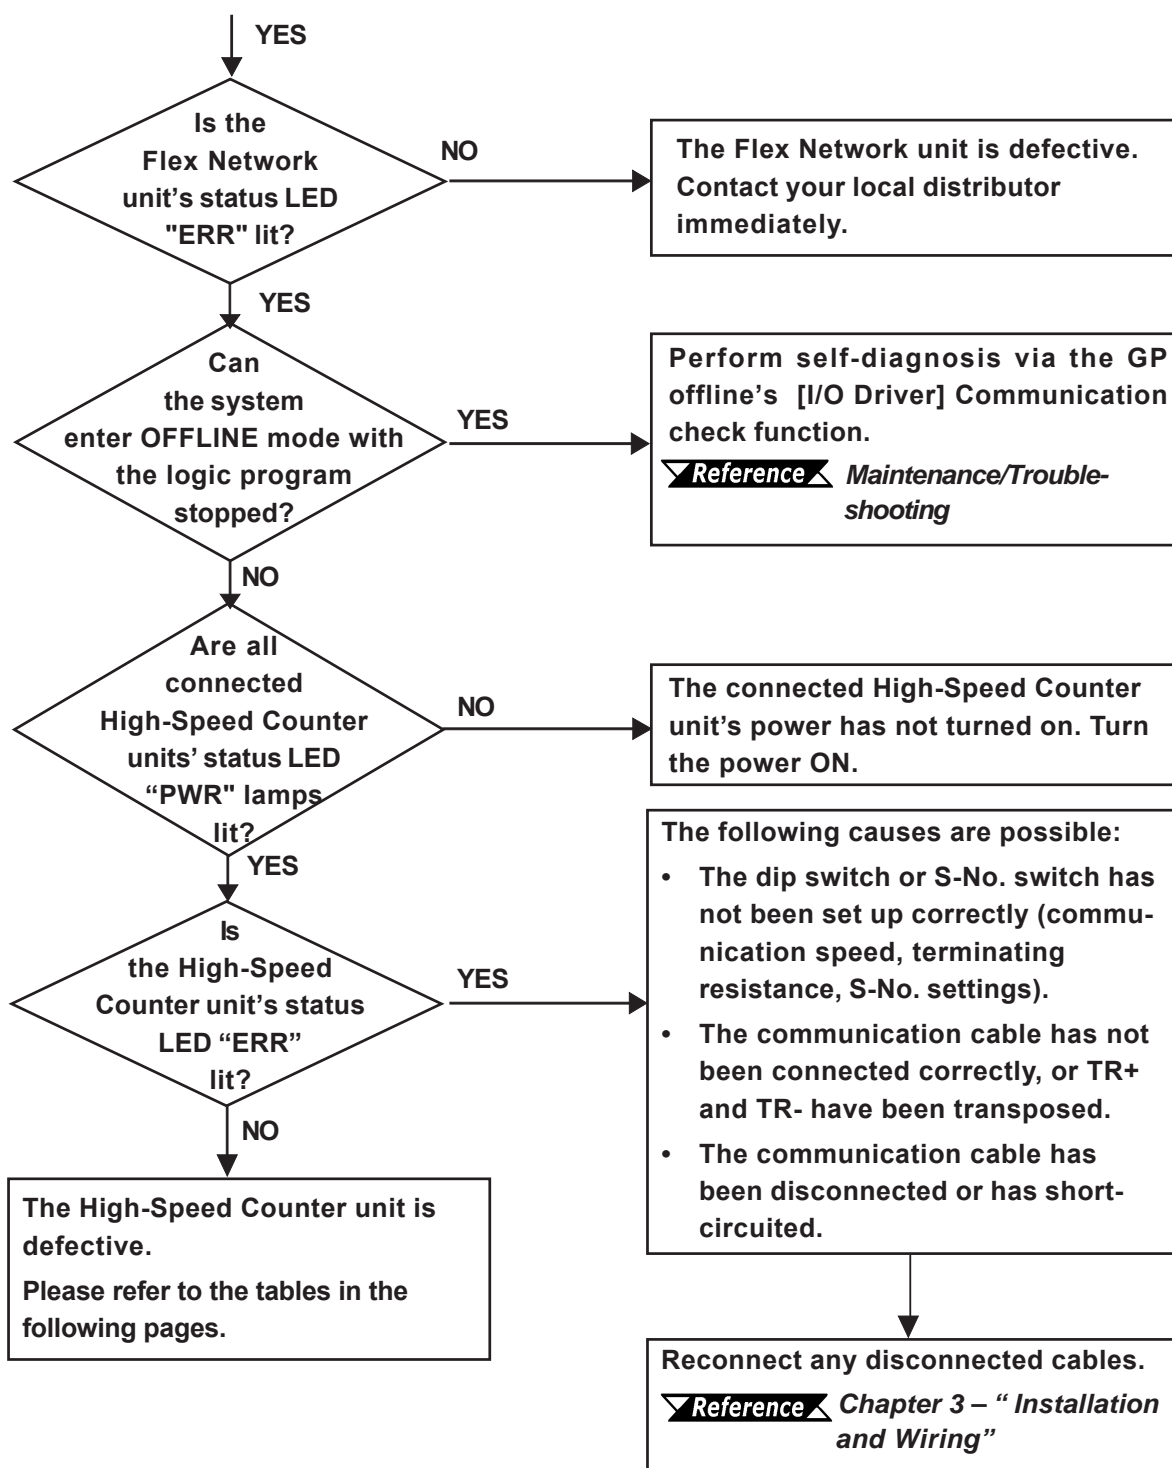 YES
Is the
Flex Network
unit’s status LED
"ERR" lit?
NO
The Flex Network unit is defective.
Contact your local distributor
immediately.
YES
Can
the system
enter OFFLINE mode with
the logic program
stopped?
YES
Perform self-diagnosis via the GP
offline’s [I/O Driver] Communication
check function.
Reference Maintenance/Trouble-
shooting
NO
Are all
connected
High-Speed Counter
units’ status LED
“PWR" lamps
lit?
NO
The connected High-Speed Counter
unit’s power has not turned on. Turn
the power ON.
YES
Is
the High-Speed
Counter unit’s status
LED “ERR”
lit?
YES
The following causes are possible:
• The dip switch or S-No. switch has
not been set up correctly (commu-
nication speed, terminating
resistance, S-No. settings).
• The communication cable has not
been connected correctly, or TR+
and TR- have been transposed.
• The communication cable has
been disconnected or has short-
circuited.
NO
The High-Speed Counter unit is
defective.
Please refer to the tables in the
following pages.
Reconnect any disconnected cables.
Reference Chapter 3 – “ Installation
and Wiring”